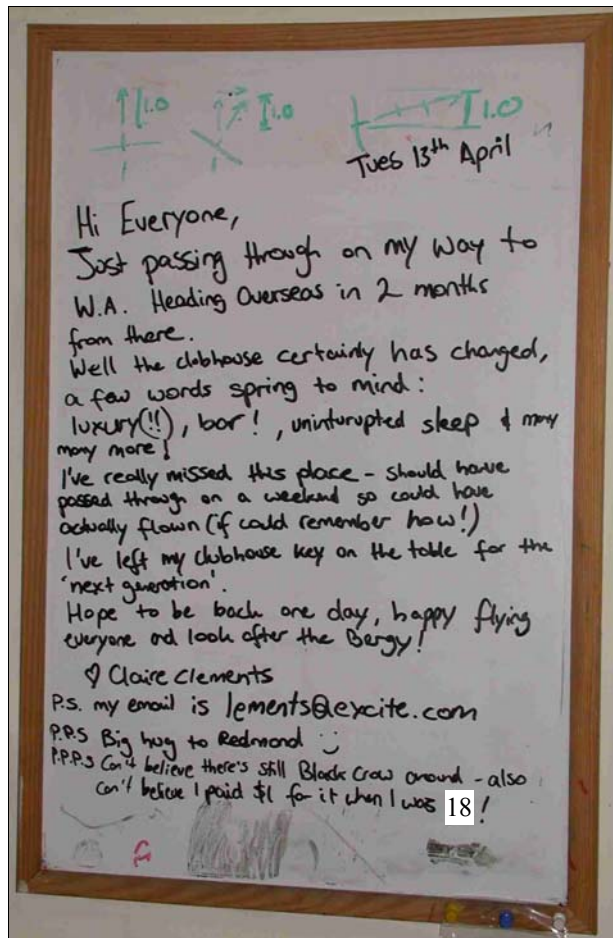 1.0 1.0 1.0
Tues 13th April
Hi Everyone,
Just passing through on my way to
W.A. Heading Overseas in 2 months
from there.
Well the clubhouse certainly has changed,
a few words spring to mind:
luxury(!!), bar!, uninturupted sleep & many
many more!
I've really missed this place - should have
passed through on a weekend so could have
actually flown (if could remember how!)
I've left my clubhouse key on the table for the
'next generation'.
Hope to be back one day, happy flying
everyone and look after the Bergy!
Claire Clements
P.S. my email is lements@excite.com
P.P.S Big hug to Redmond
P.P.P.S Can't believe there's still Black Crow around - also
can't believe I paid $1 for it when I was 18!